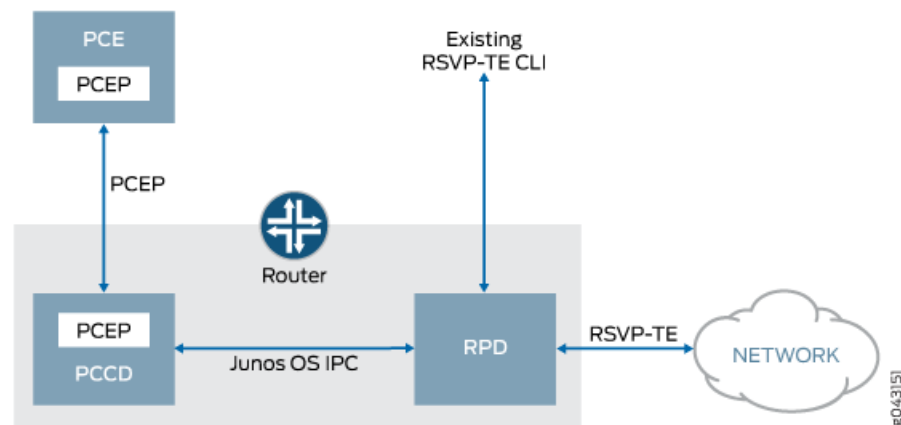 PCE
PCEP
Existing
RSVP-TE CLI
PCEP
Router
PCEP
PCCD
Junos OS IPC
RPD
RSVP-TE
NETWORK
g043151